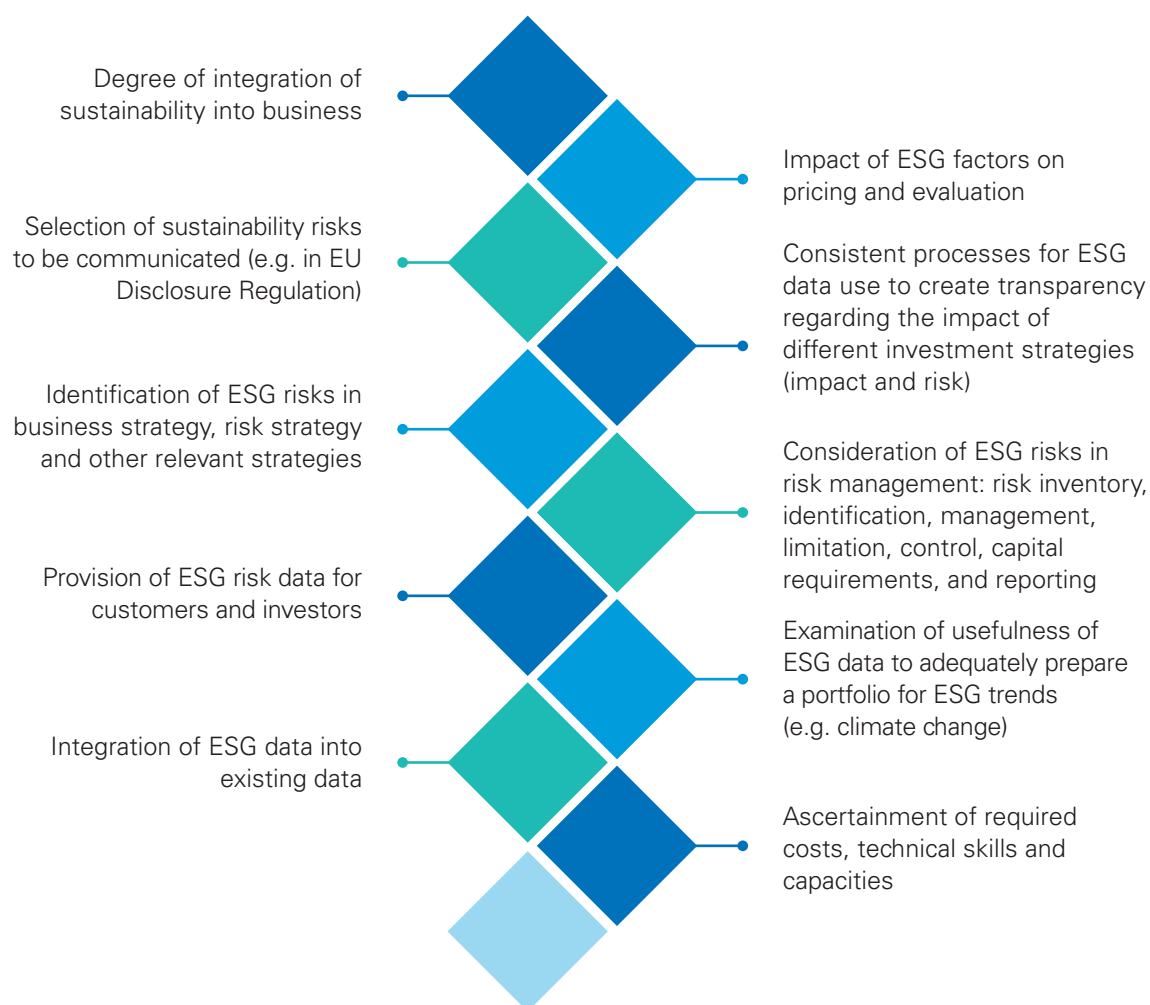 Degree of integration of
sustainability into business
Impact of ESG factors on
pricing and evaluation
Selection of sustainability risks
to be communicated (e.g. in EU
Disclosure Regulation)
Consistent processes for ESG
data use to create transparency
regarding the impact of
different investment strategies
(impact and risk)
Identification of ESG risks in
business strategy, risk strategy
and other relevant strategies
Consideration of ESG risks in
risk management: risk inventory,
identification, management,
limitation, control, capital
requirements, and reporting
Provision of ESG risk data for
customers and investors
Examination of usefulness of
ESG data to adequately prepare
a portfolio for ESG trends
(e.g. climate change)
Integration of ESG data into
existing data
Ascertainment of required
costs, technical skills and
capacities